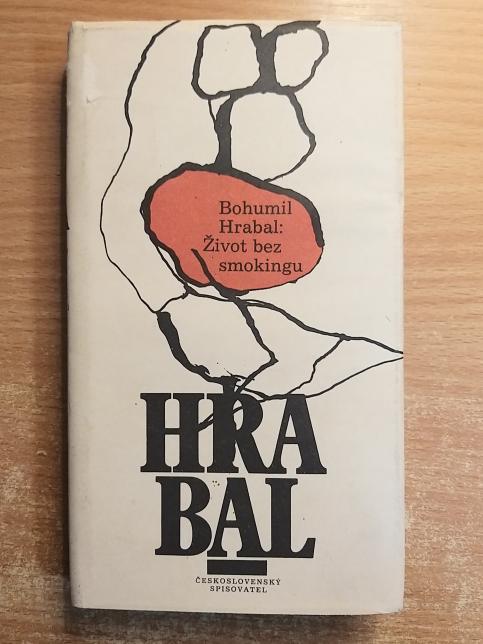 Bohumil
Hrabal:
Život bez
smokingu
HRA
BAL
ČESKOSLOVENSKÝ
SPISOVATEL